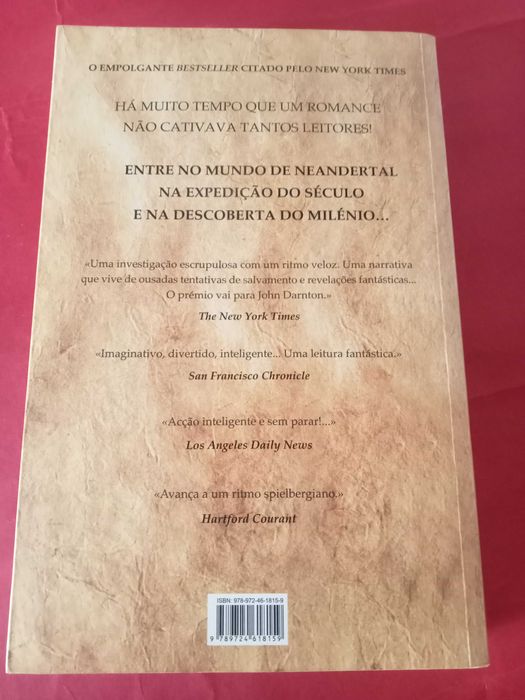 O EMPOLGANTE BESTSELLER CITADO PELO NEW YORK TIMES
HÁ MUITO TEMPO QUE UM ROMANCE
NÃO CATIVAVA TANTOS LEITORES!
ENTRE NO MUNDO DE NEANDERTAL
NA EXPEDIÇÃO DO SÉCULO
E NA DESCOBERTA DO MILÉNIO...
«Uma investigação escrupulosa com um ritmo veloz. Uma narrativa
que vive de ousadas tentativas de salvamento e revelações fantásticas...
O prémio vai para John Darnton.»
The New York Times
«Imaginativo, divertido, inteligente... Uma leitura fantástica.»
San Francisco Chronicle
«Acção inteligente e sem parar!...»
Los Angeles Daily News
«Avança a um ritmo spielbergiano.»
Hartford Courant
ISBN: 978-972-46-1815-9
9 789724 618159